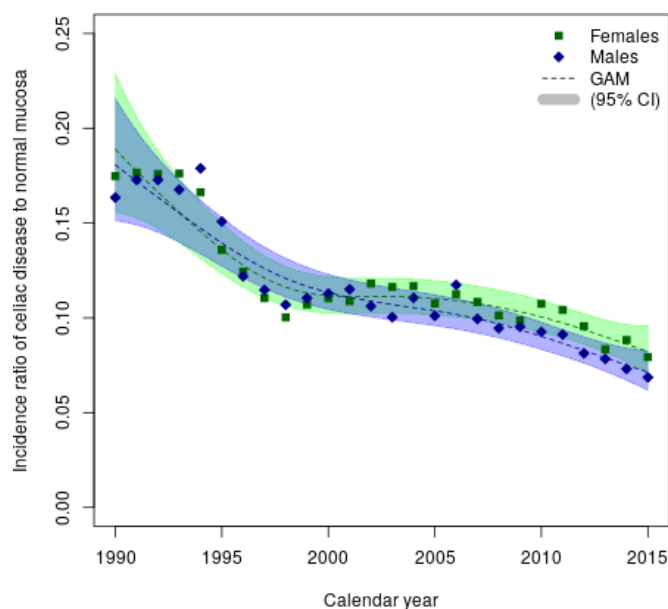 Females
Males
GAM
(95% CI)
Incidence ratio of celiac disease to normal mucosa
0.25
0.20
0.15
0.10
0.05
0.00
1990 1995 2000 2005 2010 2015
Calendar year